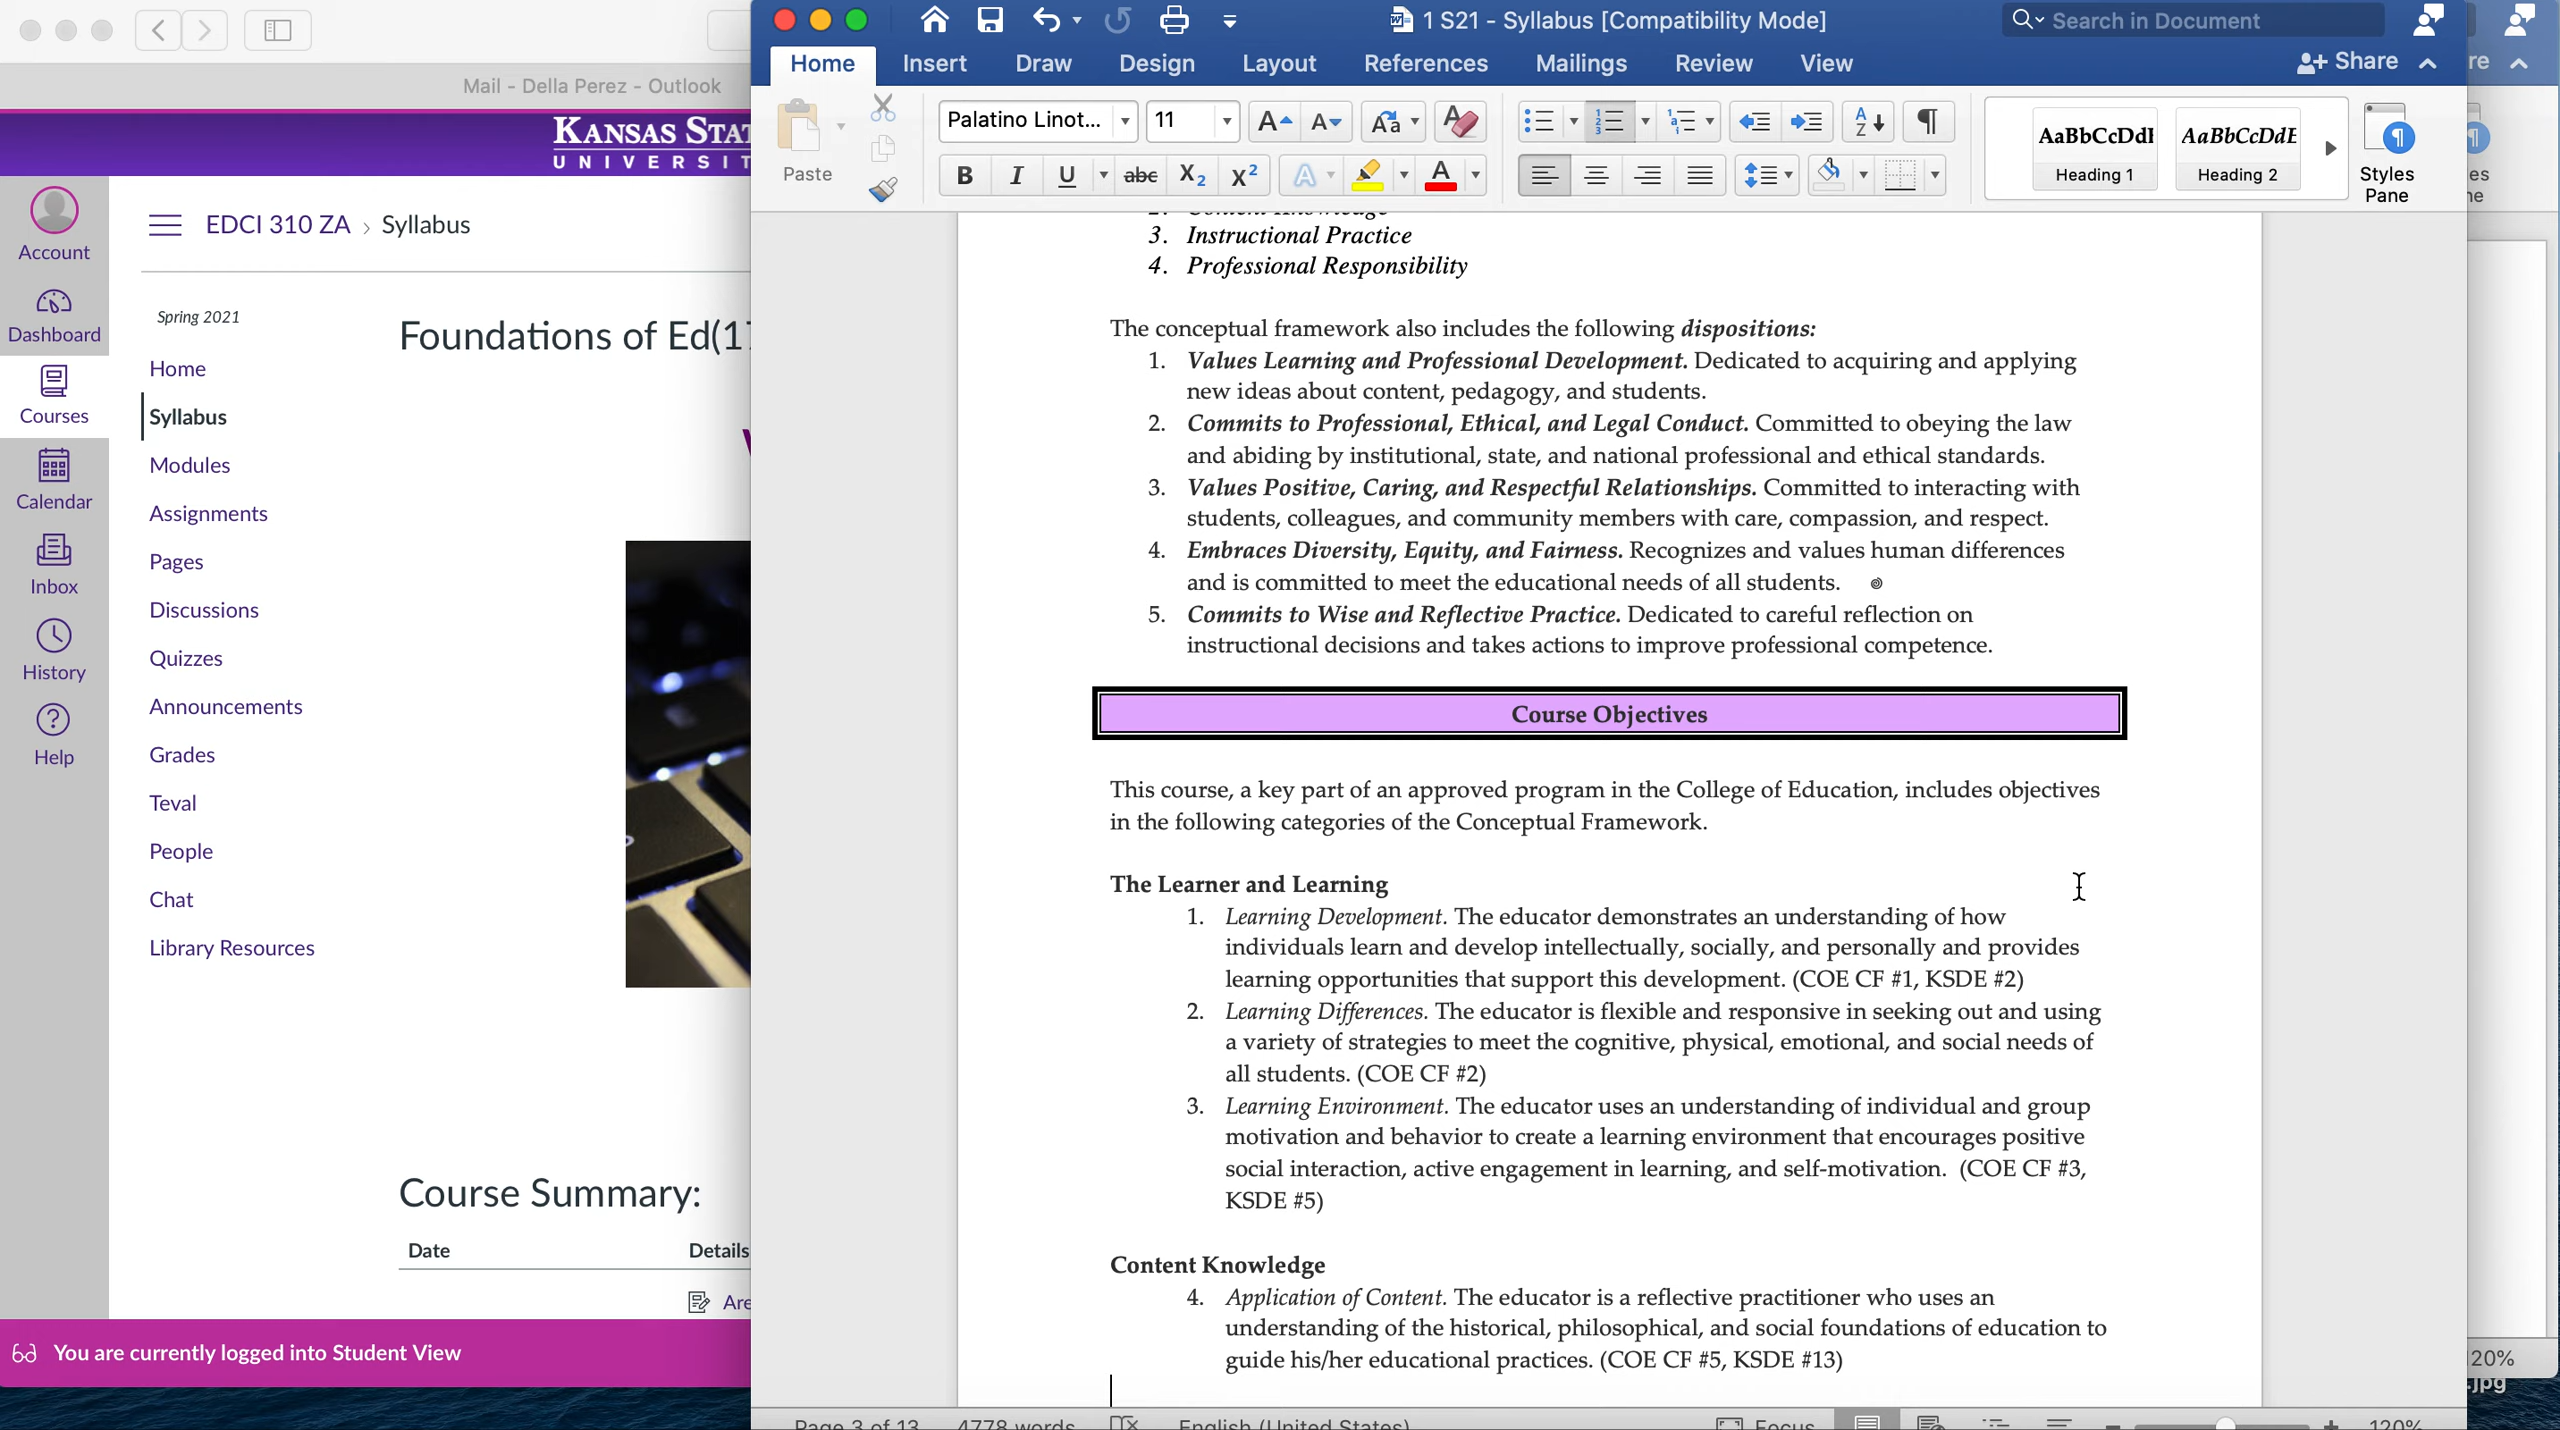 Mail - Della Perez - Outlook
KANSAS STAT
UNIVERSIT
Account
Dashboard
Courses
Calendar
Inbox
History
Help
EDCI 310 ZA › Syllabus
Spring 2021
Home
Syllabus
Modules
Assignments
Pages
Discussions
Quizzes
Announcements
Grades
Teval
People
Chat
Library Resources
Foundations of Ed(17
Course Summary:
Date Details
Are
You are currently logged into Student View
1 S21 - Syllabus [Compatibility Mode]
Search in Document
Home Insert Draw Design Layout References Mailings Review View
Share
re
Paste
Palatino Linot... 11
AaBbCcDdI AaBbCcDdE
Heading 1 Heading 2
Styles
Pane
es
ne
3. Instructional Practice
4. Professional Responsibility
The conceptual framework also includes the following dispositions:
1. Values Learning and Professional Development. Dedicated to acquiring and applying
new ideas about content, pedagogy, and students.
2. Commits to Professional, Ethical, and Legal Conduct. Committed to obeying the law
and abiding by institutional, state, and national professional and ethical standards.
3. Values Positive, Caring, and Respectful Relationships. Committed to interacting with
students, colleagues, and community members with care, compassion, and respect.
4. Embraces Diversity, Equity, and Fairness. Recognizes and values human differences
and is committed to meet the educational needs of all students.
5. Commits to Wise and Reflective Practice. Dedicated to careful reflection on
instructional decisions and takes actions to improve professional competence.
Course Objectives
This course, a key part of an approved program in the College of Education, includes objectives
in the following categories of the Conceptual Framework.
The Learner and Learning
1. Learning Development. The educator demonstrates an understanding of how
individuals learn and develop intellectually, socially, and personally and provides
learning opportunities that support this development. (COE CF #1, KSDE #2)
2. Learning Differences. The educator is flexible and responsive in seeking out and using
a variety of strategies to meet the cognitive, physical, emotional, and social needs of
all students. (COE CF #2)
3. Learning Environment. The educator uses an understanding of individual and group
motivation and behavior to create a learning environment that encourages positive
social interaction, active engagement in learning, and self-motivation. (COE CF #3,
KSDE #5)
Content Knowledge
4. Application of Content. The educator is a reflective practitioner who uses an
understanding of the historical, philosophical, and social foundations of education to
guide his/her educational practices. (COE CF #5, KSDE #13)
Page 3 of 13 4778 words English (United States) Focus 120%
20%
.jpg